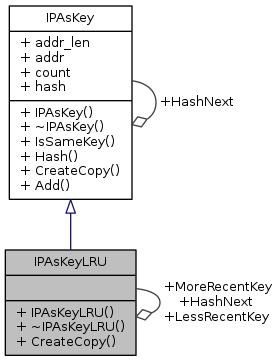 IPAsKey
+ addr_len
+ addr
+ count
+ hash
+HashNext
+ IPAsKey()
+ ~IPAsKey()
+ IsSameKey()
+ Hash()
+ CreateCopy()
+ Add()
IPAsKeyLRU
+MoreRecentKey
+HashNext
+LessRecentKey
+ IPAsKeyLRU()
+ ~IPAsKeyLRU()
+ CreateCopy()